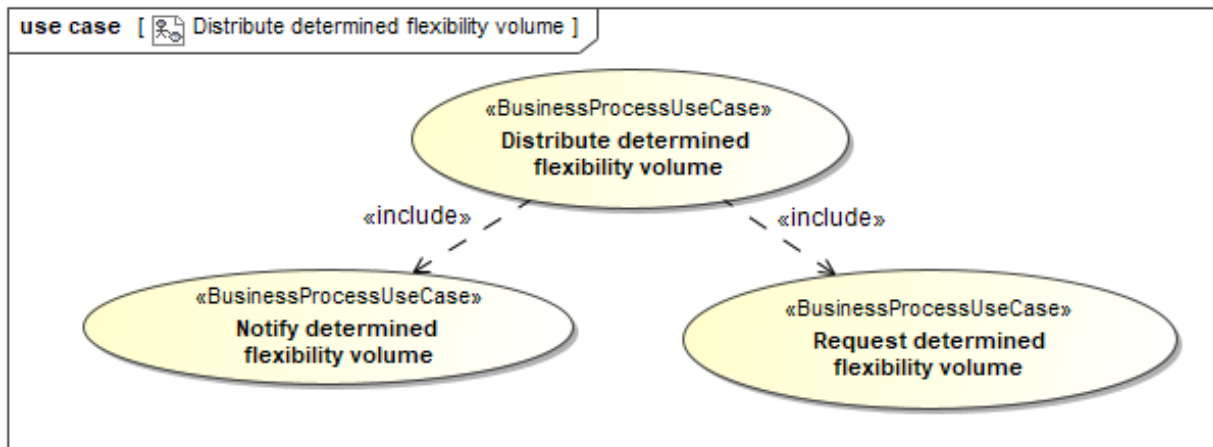 use case [ Distribute determined flexibility volume ]
«BusinessProcessUseCase»
Distribute determined
flexibility volume
«include»
«include»
«BusinessProcessUseCase»
Notify determined
flexibility volume
«BusinessProcessUseCase»
Request determined
flexibility volume